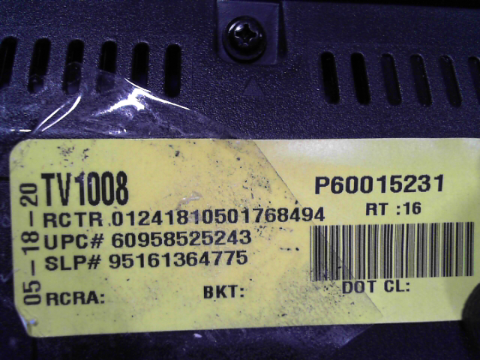 05-18-20
TV1008
P60015231
RCTR 01241810501768494
RT :16
UPC# 60958525243
SLP# 95161364775
RCRA:
BKT:
DOT CL: